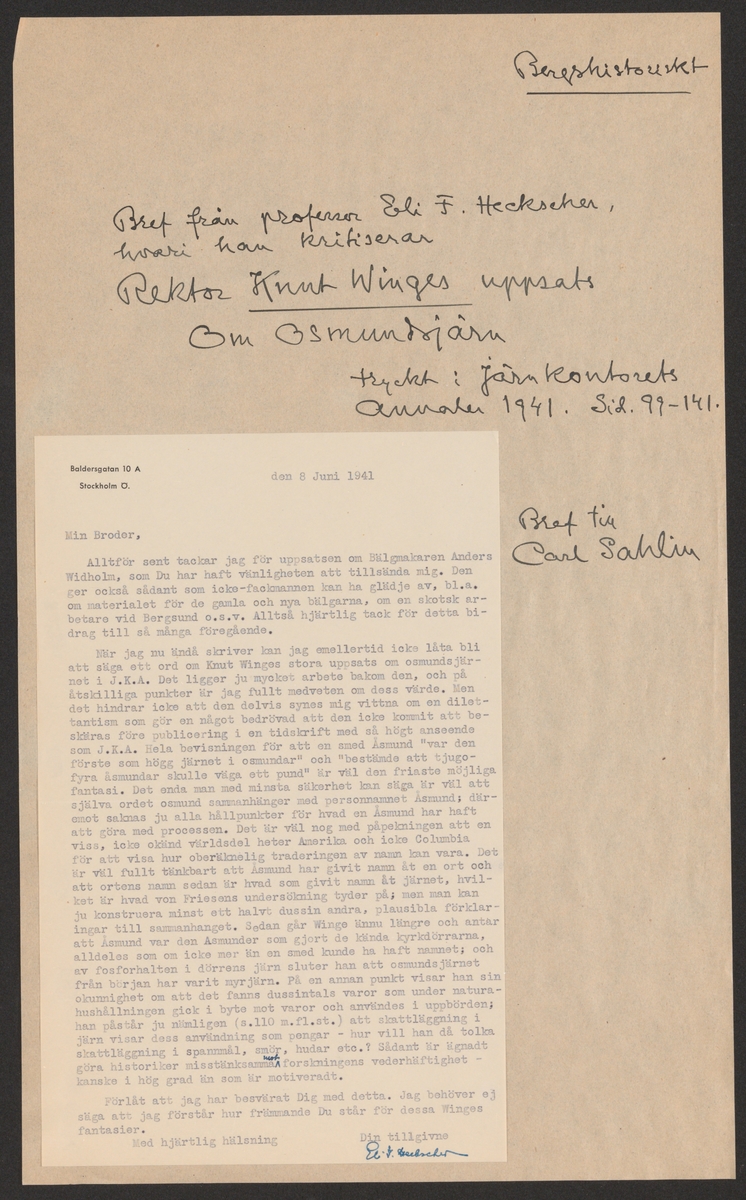 Bergshistoriskt
Bref från professor Eli F. Heckscher,
hvari han kritiserar
Rektor Knut Winges uppsats
Om Osmundsjärn
tryckt i Järnkontorets
Annaler 1941. Sid. 99-141.
Bref till
Carl Sahlin
Baldersgatan 10 A
Stockholm Ö.
den 8 Juni 1941
Min Broder,
Alltför sent tackar jag för uppsatsen om Bälgmakaren Anders
Widholm, som Du har haft vänligheten att tillsända mig. Den
ger också sådant som icke-fackmannen kan ha glädje av, bl.a.
om materialet för de gamla och nya bälgarna, om en skotsk ar-
betare vid Bergsund o.s.v. Alltså hjärtlig tack för detta bi-
drag till så många föregående.
När jag nu ändå skriver kan jag emellertid icke låta bli
att säga ett ord om Knut Winges stora uppsats om osmundsjär-
net i J.K.A. Det ligger ju mycket arbete bakom den, och på
åtskilliga punkter är jag fullt medveten om dess värde. Men
det hindrar icke att den delvis synes mig vittna om en dilet-
tantism som gör en något bedrövad att den icke kommit att be-
skäras före publicering i en tidskrift med så högt anseende
som J.K.A. Hela bevisningen för att en smed Åsmund "var den
förste som högg järnet i osmundar" och "bestämde att tjugo-
fyra åsmundar skulle väga ett pund" är väl den friaste möjliga
fantasi. Det enda man med minsta säkerhet kan säga är väl att
själva ordet osmund sammanhänger med personnamnet Åsmund; där-
emot saknas ju alla hållpunkter för hvad en Åsmund har haft
att göra med processen. Det är väl nog med påpekningen att en
viss, icke okänd världsdel heter Amerika och icke Columbia
för att visa hur oberäknelig traderingen av namn kan vara. Det
är väl fullt tänkbart att Åsmund har givit namn åt en ort och
att ortens namn sedan är hvad som givit namn åt järnet, hvil-
ket är hvad von Friesens undersökning tyder på; men man kan
ju konstruera minst ett halvt dussin andra, plausibla förklar-
ingar till sammanhanget. Sedan går Winge ännu längre och antar
att Åsmund var den Asmunder som gjort de kända kyrkdörrarna,
alldeles som om icke mer än en smed kunde ha haft namnet; och
av fosforhalten i dörrens järn sluter han att osmundsjärnet
från början har varit myrjärn. På en annan punkt visar han sin
okunnighet om att det fanns dussintals varor som under natura-
hushållningen gick i byte mot varor och användes i uppbörden;
han påstår ju nämligen (s.110 m.fl.st.) att skattläggning i
järn visar dess användning som pengar - hur vill han då tolka
skattläggning i spannmål, smör, hudar etc.? Sådant är ägnadt
göra historiker misstänksamma mot forskningens vederhäftighet -
kanske i hög grad än som är motiveradt.
Förlåt att jag har besvärat Dig med detta. Jag behöver ej
säga att jag förstår hur främmande Du står för dessa Winges
fantasier.
Med hjärtlig hälsning Din tillgivne
Eli F. Heckscher